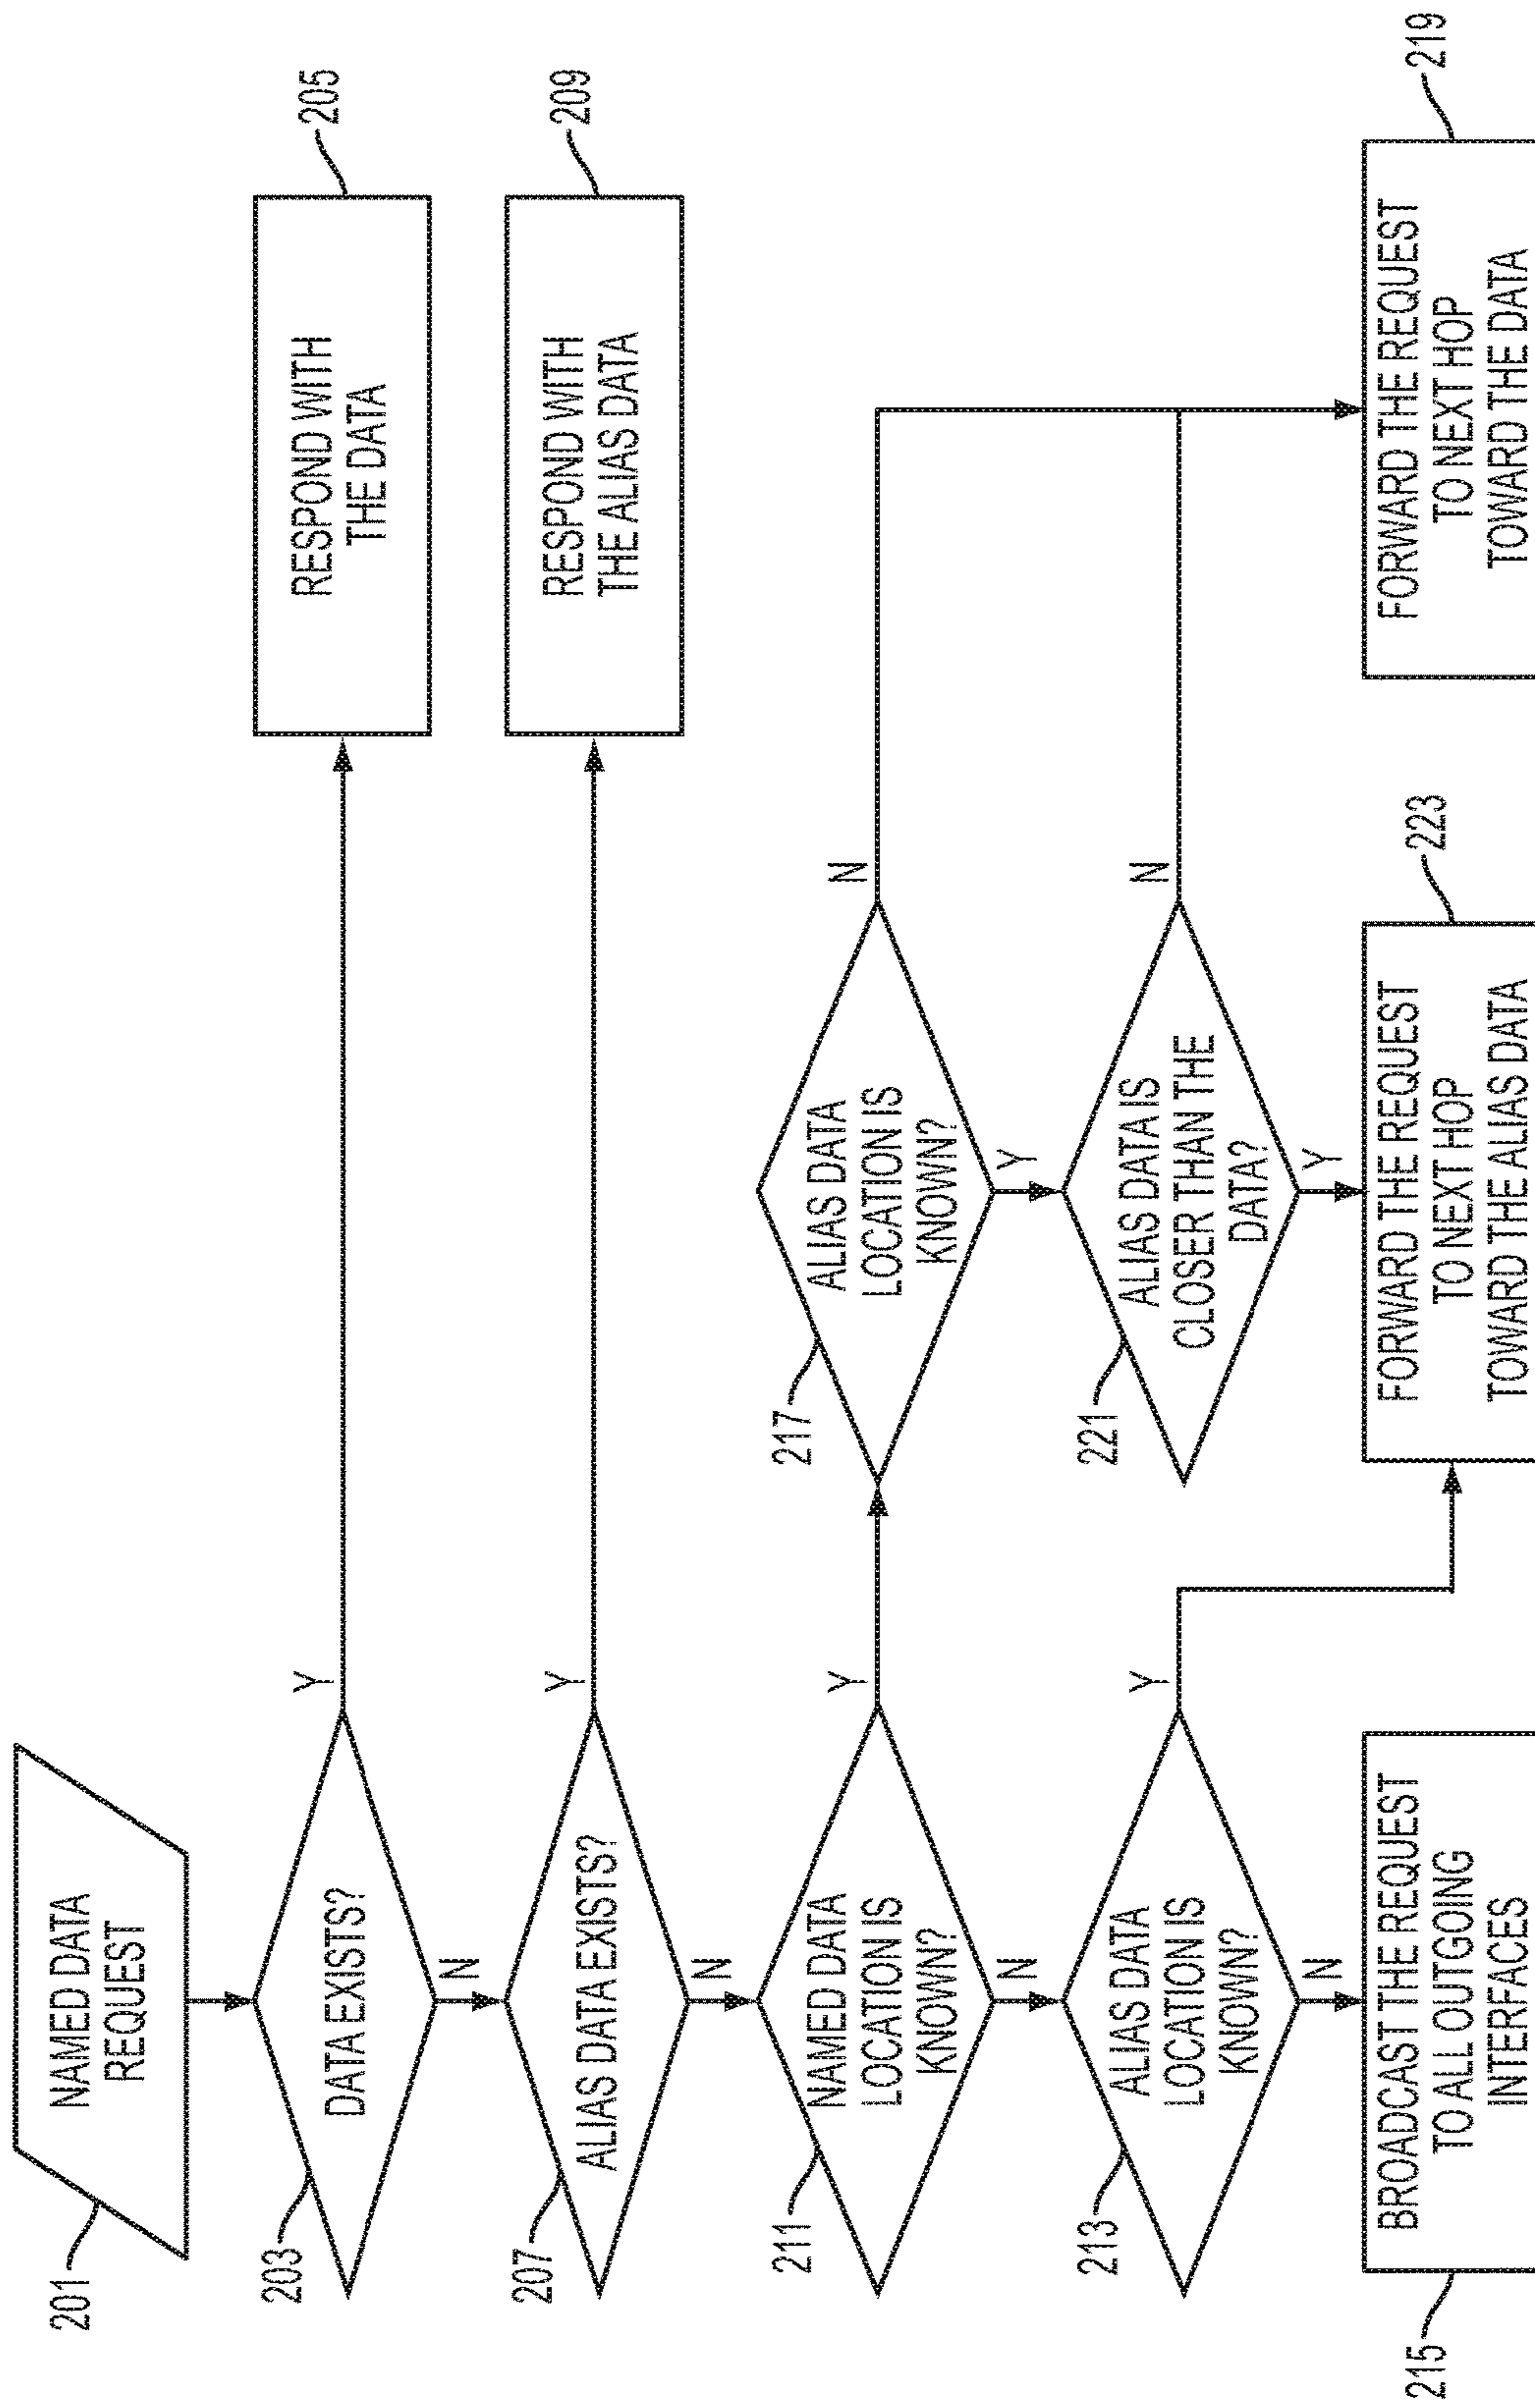 201
NAMED DATA
REQUEST
203
DATA EXISTS?
Y
N
RESPOND WITH
THE DATA
205
207
ALIAS DATA EXISTS?
Y
N
RESPOND WITH
THE ALIAS DATA
209
211
NAMED DATA
LOCATION IS
KNOWN?
Y
N
217
ALIAS DATA
LOCATION IS
KNOWN?
N
Y
213
ALIAS DATA
LOCATION IS
KNOWN?
Y
N
221
ALIAS DATA IS
CLOSER THAN THE
DATA?
N
Y
215
BROADCAST THE REQUEST
TO ALL OUTGOING
INTERFACES
FORWARD THE REQUEST
TO NEXT HOP
TOWARD THE ALIAS DATA
223
FORWARD THE REQUEST
TO NEXT HOP
TOWARD THE DATA
219